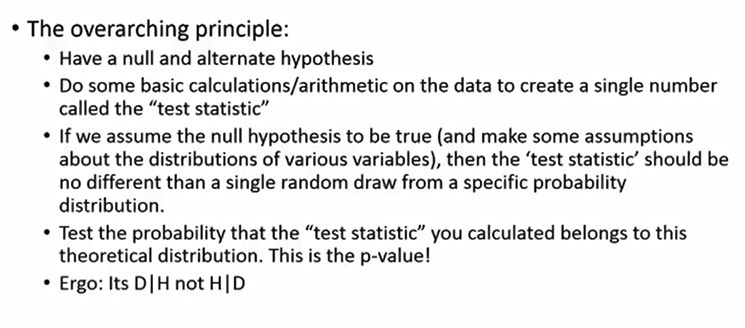 • The overarching principle:
• Have a null and alternate hypothesis
• Do some basic calculations/arithmetic on the data to create a single number
called the “test statistic”
• If we assume the null hypothesis to be true (and make some assumptions
about the distributions of various variables), then the ‘test statistic’ should be
no different than a single random draw from a specific probability
distribution.
• Test the probability that the “test statistic” you calculated belongs to this
theoretical distribution. This is the p-value!
• Ergo: Its D|H not H|D